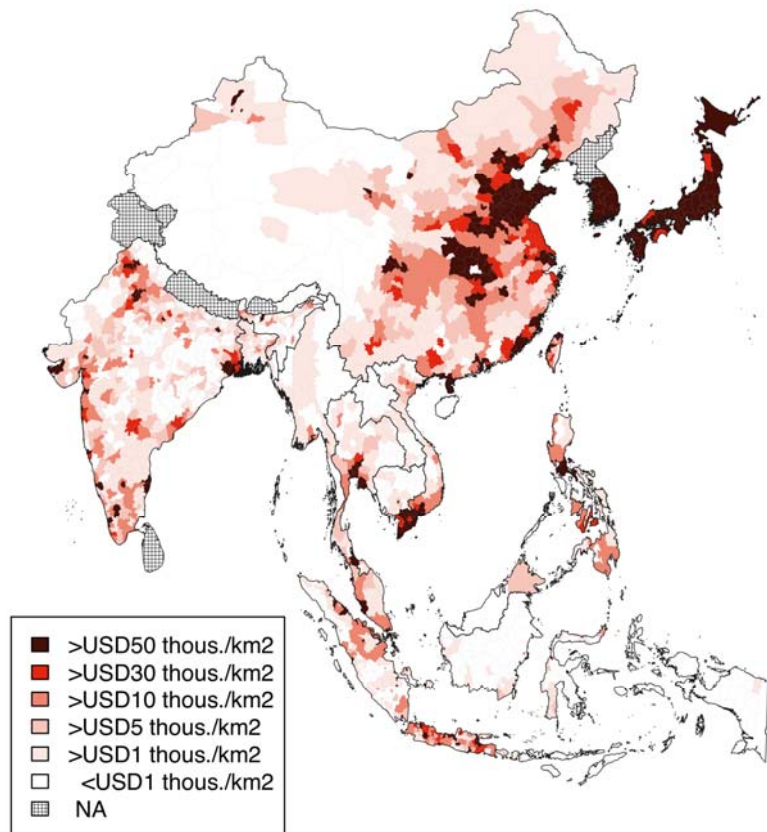 >USD50 thous./km2
>USD30 thous./km2
>USD10 thous./km2
>USD5 thous./km2
>USD1 thous./km2
<USD1 thous./km2
NA